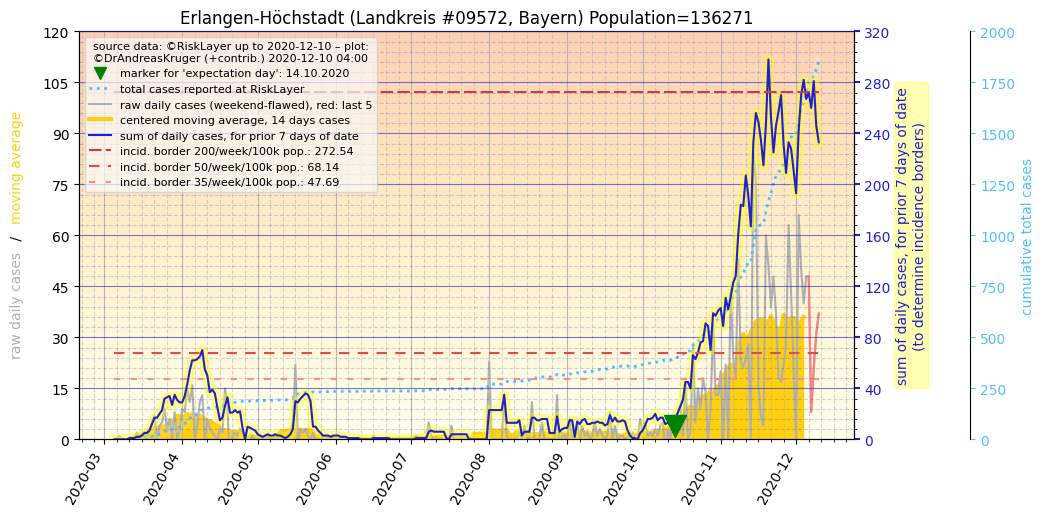 Erlangen-Höchstadt (Landkreis #09572, Bayern) Population=136271
source data: ©RiskLayer up to 2020-12-10 – plot:
©DrAndreasKruger (+contrib.) 2020-12-10 04:00
marker for 'expectation day': 14.10.2020
total cases reported at RiskLayer
raw daily cases (weekend-flawed), red: last 5
centered moving average, 14 days cases
sum of daily cases, for prior 7 days of date
incid. border 200/week/100k pop.: 272.54
incid. border 50/week/100k pop.: 68.14
incid. border 35/week/100k pop.: 47.69
raw daily cases / moving average
120
105
90
75
60
45
30
15
0
320
280
240
200
160
120
80
40
0
sum of daily cases, for prior 7 days of date
(to determine incidence borders)
2000
1750
1500
1250
1000
750
500
250
0
cumulative total cases
2020-03
2020-04
2020-05
2020-06
2020-07
2020-08
2020-09
2020-10
2020-11
2020-12